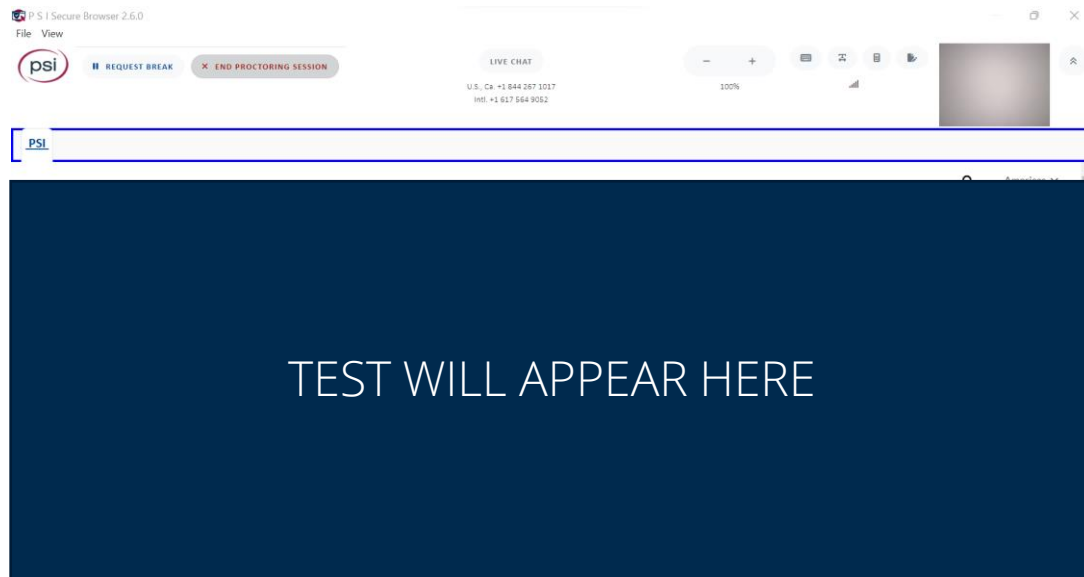 P S I Secure Browser 2.6.0
File View
psi
REQUEST BREAK
END PROCTORING SESSION
LIVE CHAT
U.S., Ca. +1 844 267 1017
Intl. +1 617 564 9052
100%
PSI
TEST WILL APPEAR HERE